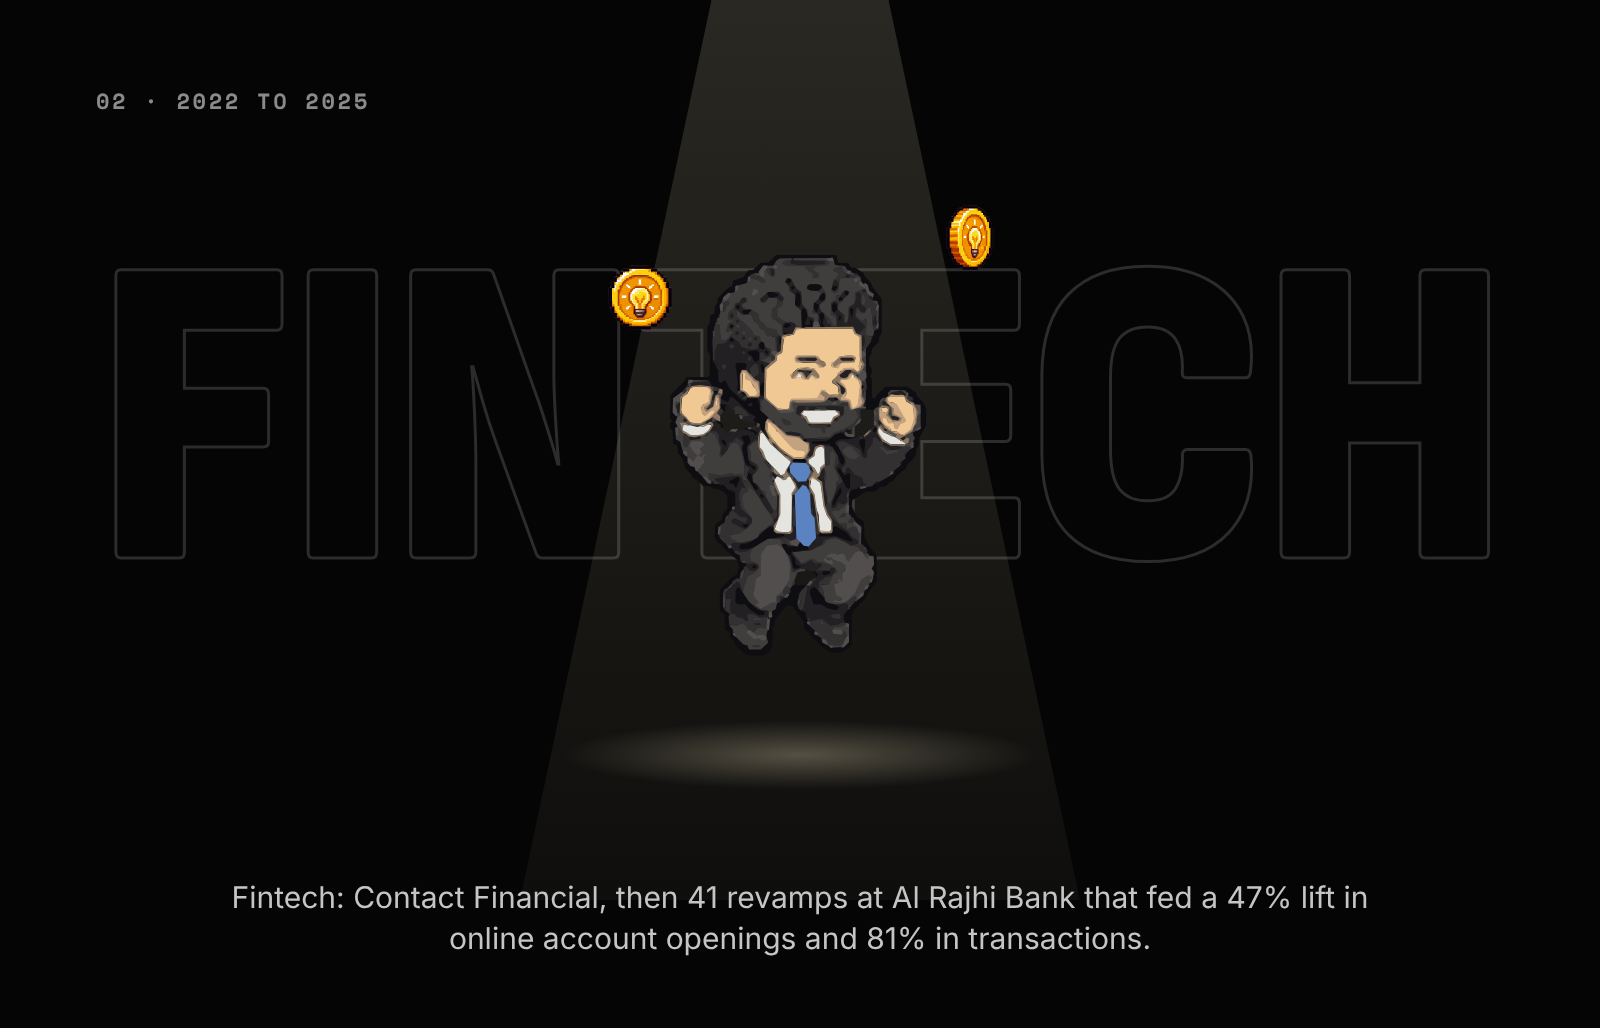 02 · 2022 TO 2025
FINTECH
Fintech: Contact Financial, then 41 revamps at Al Rajhi Bank that fed a 47% lift in
online account openings and 81% in transactions.